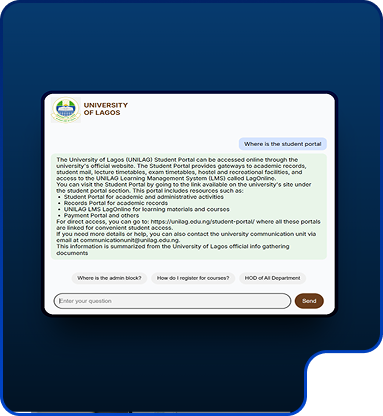 UNIVERSITY
OF LAGOS
Where is the student portal
The University of Lagos (UNILAG) Student Portal can be accessed online through the
university's official website. The Student Portal provides gateways to academic records,
student mail, lecture timetables, exam timetables, hostel and recreational facilities, and
access to the UNILAG Learning Management System (LMS) called LagOnline.
You can visit the Student Portal by going to the link available on the university's site under
the student portal section. This portal includes resources such as:
• Student Portal for academic and administrative activities
• Records Portal for academic records
• UNILAG LMS LagOnline for learning materials and courses
• Payment Portal and others
For direct access, you can go to: https://unilag.edu.ng/student-portal/ where all these portals
are linked for convenient student access.
If you need more details or help, you can also contact the university communication unit via
email at communicationunit@unilag.edu.ng.
This information is summarized from the University of Lagos official info gathering
documents
Where is the admin block?
How do I register for courses?
HOD of All Department
Enter your question
Send